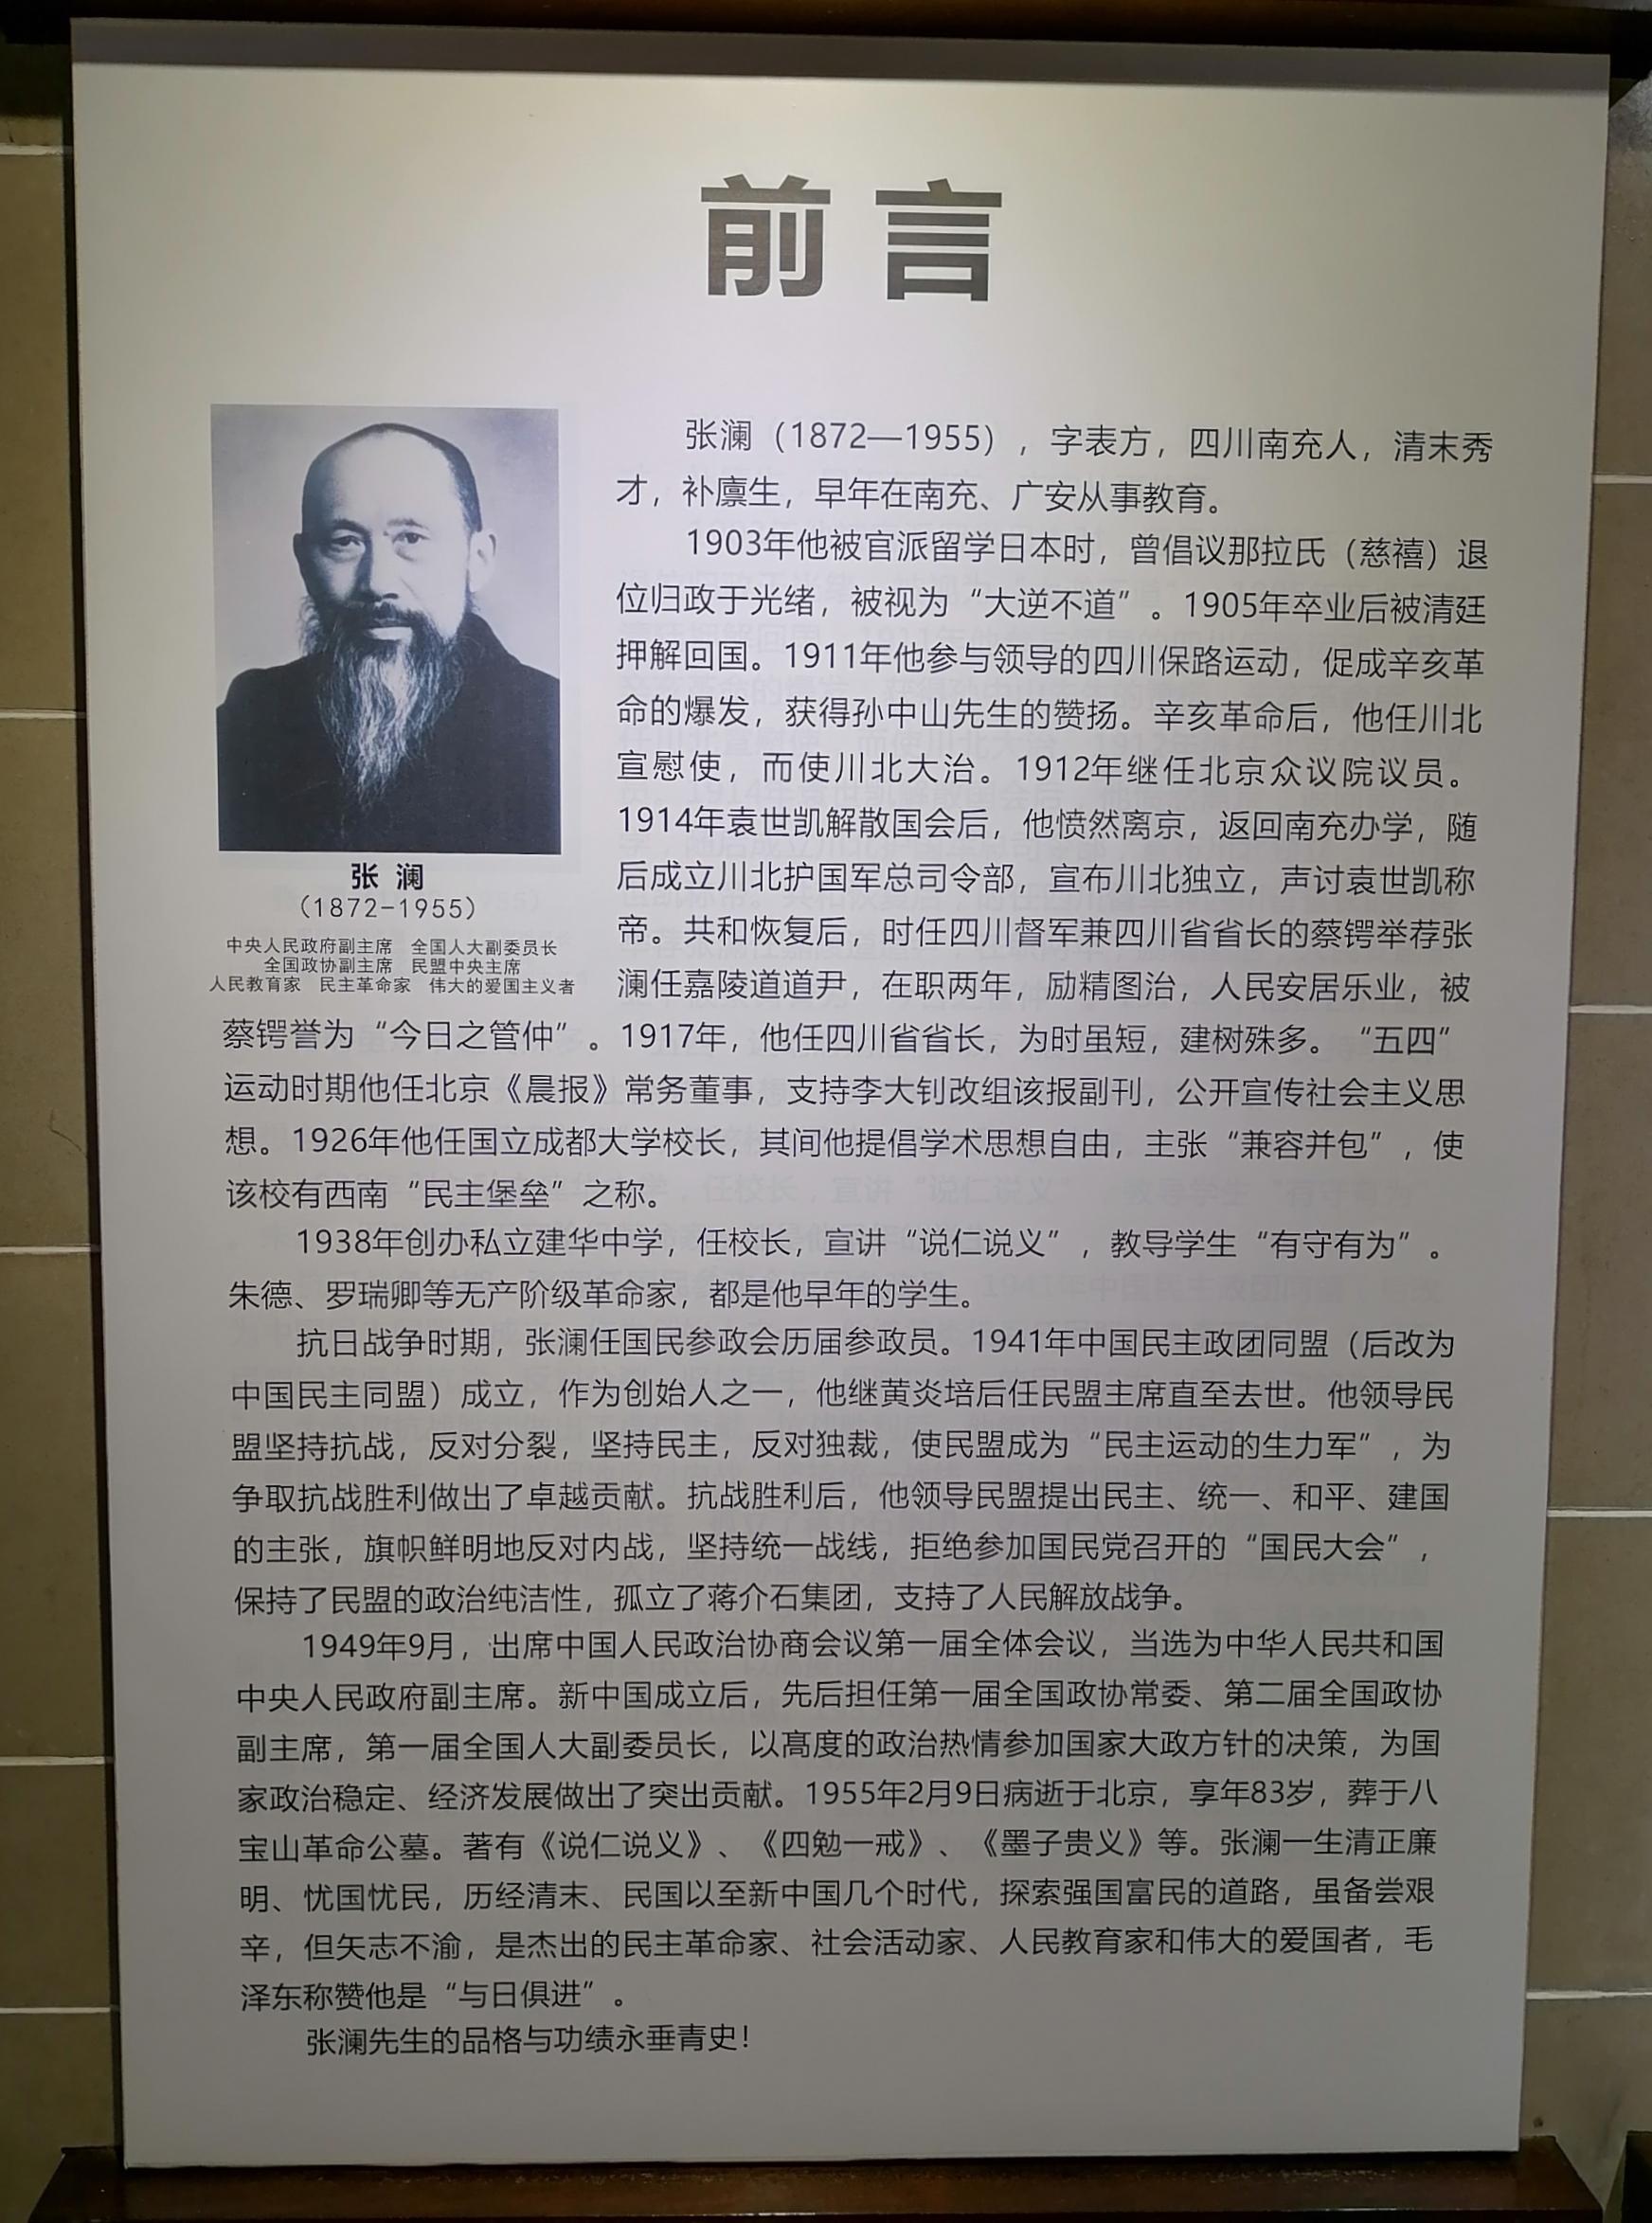 前言
张澜（1872—1955），字表方，四川南充人，清末秀
才，补廪生，早年在南充、广安从事教育。
1903年他被官派留学日本时，曾倡议那拉氏（慈禧）退
位归政于光绪，被视为“大逆不道”。1905年卒业后被清廷
押解回国。1911年他参与领导的四川保路运动，促成辛亥革
命的爆发，获得孙中山先生的赞扬。辛亥革命后，他任川北
宣慰使，而使川北大治。1912年继任北京众议院议员。
1914年袁世凯解散国会后，他愤然离京，返回南充办学，随
后成立川北护国军总司令部，宣布川北独立，声讨袁世凯称
帝。共和恢复后，时任四川督军兼四川省省长的蔡锷举荐张
澜任嘉陵道道尹，在职两年，励精图治，人民安居乐业，被
张 澜
（1872-1955）
中央人民政府副主席 全国人大副委员长
全国政协副主席 民盟中央主席
人民教育家 民主革命家 伟大的爱国主义者
蔡锷誉为“今日之管仲”。1917年，他任四川省省长，为时虽短，建树殊多。“五四”
运动时期他任北京《晨报》常务董事，支持李大钊改组该报副刊，公开宣传社会主义思
想。1926年他任国立成都大学校长，其间他提倡学术思想自由，主张“兼容并包”，使
该校有西南“民主堡垒”之称。
1938年创办私立建华中学，任校长，宣讲“说仁说义”，教导学生“有守有为”。
朱德、罗瑞卿等无产阶级革命家，都是他早年的学生。
抗日战争时期，张澜任国民参政会历届参政员。1941年中国民主政团同盟（后改为
中国民主同盟）成立，作为创始人之一，他继黄炎培后任民盟主席直至去世。他领导民
盟坚持抗战，反对分裂，坚持民主，反对独裁，使民盟成为“民主运动的生力军”，为
争取抗战胜利做出了卓越贡献。抗战胜利后，他领导民盟提出民主、统一、和平、建国
的主张，旗帜鲜明地反对内战，坚持统一战线，拒绝参加国民党召开的“国民大会”，
保持了民盟的政治纯洁性，孤立了蒋介石集团，支持了人民解放战争。
1949年9月，出席中国人民政治协商会议第一届全体会议，当选为中华人民共和国
中央人民政府副主席。新中国成立后，先后担任第一届全国政协常委、第二届全国政协
副主席，第一届全国人大副委员长，以高度的政治热情参加国家大政方针的决策，为国
家政治稳定、经济发展做出了突出贡献。1955年2月9日病逝于北京，享年83岁，葬于八
宝山革命公墓。著有《说仁说义》、《四勉一戒》、《墨子贵义》等。张澜一生清正廉
明、忧国忧民，历经清末、民国以至新中国几个时代，探索强国富民的道路，虽备尝艰
辛，但矢志不渝，是杰出的民主革命家、社会活动家、人民教育家和伟大的爱国者，毛
泽东称赞他是“与日俱进”。
张澜先生的品格与功绩永垂青史！